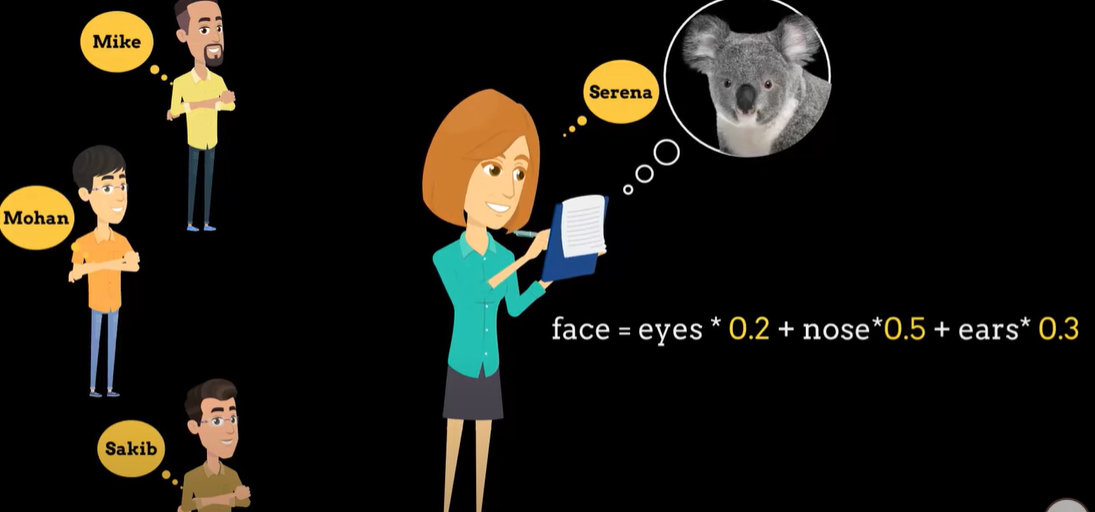 Mike
Serena
Mohan
face = eyes * 0.2 + nose*0.5 + ears* 0.3
Sakib